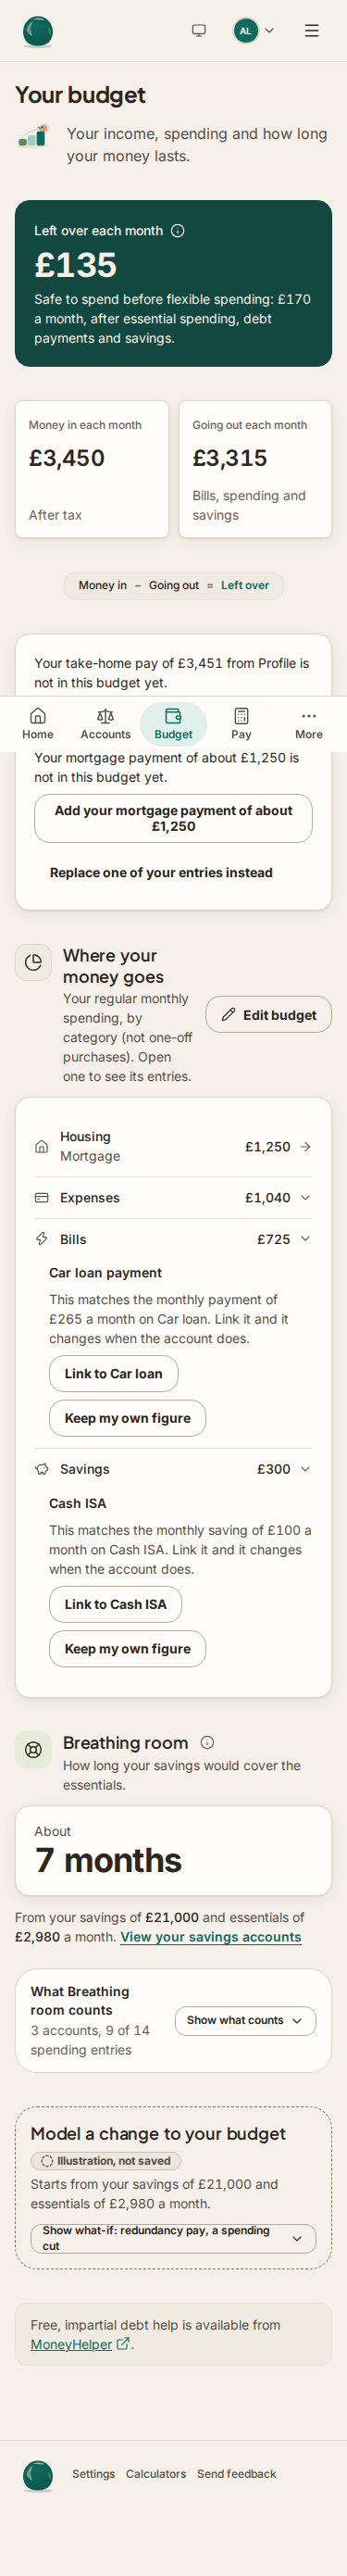 AL
Your budget
Your income, spending and how long
your money lasts.
Left over each month
£135
Safe to spend before flexible spending: £170
a month, after essential spending, debt
payments and savings.
Money in each month
£3,450
After tax
Going out each month
£3,315
Bills, spending and
savings
Money in – Going out = Left over
Your take-home pay of £3,451 from Profile is
not in this budget yet.
Home
Accounts
Budget
Pay
More
Your mortgage payment of about £1,250 is
not in this budget yet.
Add your mortgage payment of about
£1,250
Replace one of your entries instead
Where your
money goes
Your regular monthly
spending, by
category (not one-off
purchases). Open
one to see its entries.
Edit budget
Housing
Mortgage
£1,250
Expenses £1,040
Bills £725
Car loan payment
This matches the monthly payment of
£265 a month on Car loan. Link it and it
changes when the account does.
Link to Car loan
Keep my own figure
Savings £300
Cash ISA
This matches the monthly saving of £100 a
month on Cash ISA. Link it and it changes
when the account does.
Link to Cash ISA
Keep my own figure
Breathing room
How long your savings would cover the
essentials.
About
7 months
From your savings of £21,000 and essentials of
£2,980 a month. View your savings accounts
What Breathing
room counts
3 accounts, 9 of 14
spending entries
Show what counts
Model a change to your budget
Illustration, not saved
Starts from your savings of £21,000 and
essentials of £2,980 a month.
Show what-if: redundancy pay, a spending
cut
Free, impartial debt help is available from
MoneyHelper.
Settings Calculators Send feedback